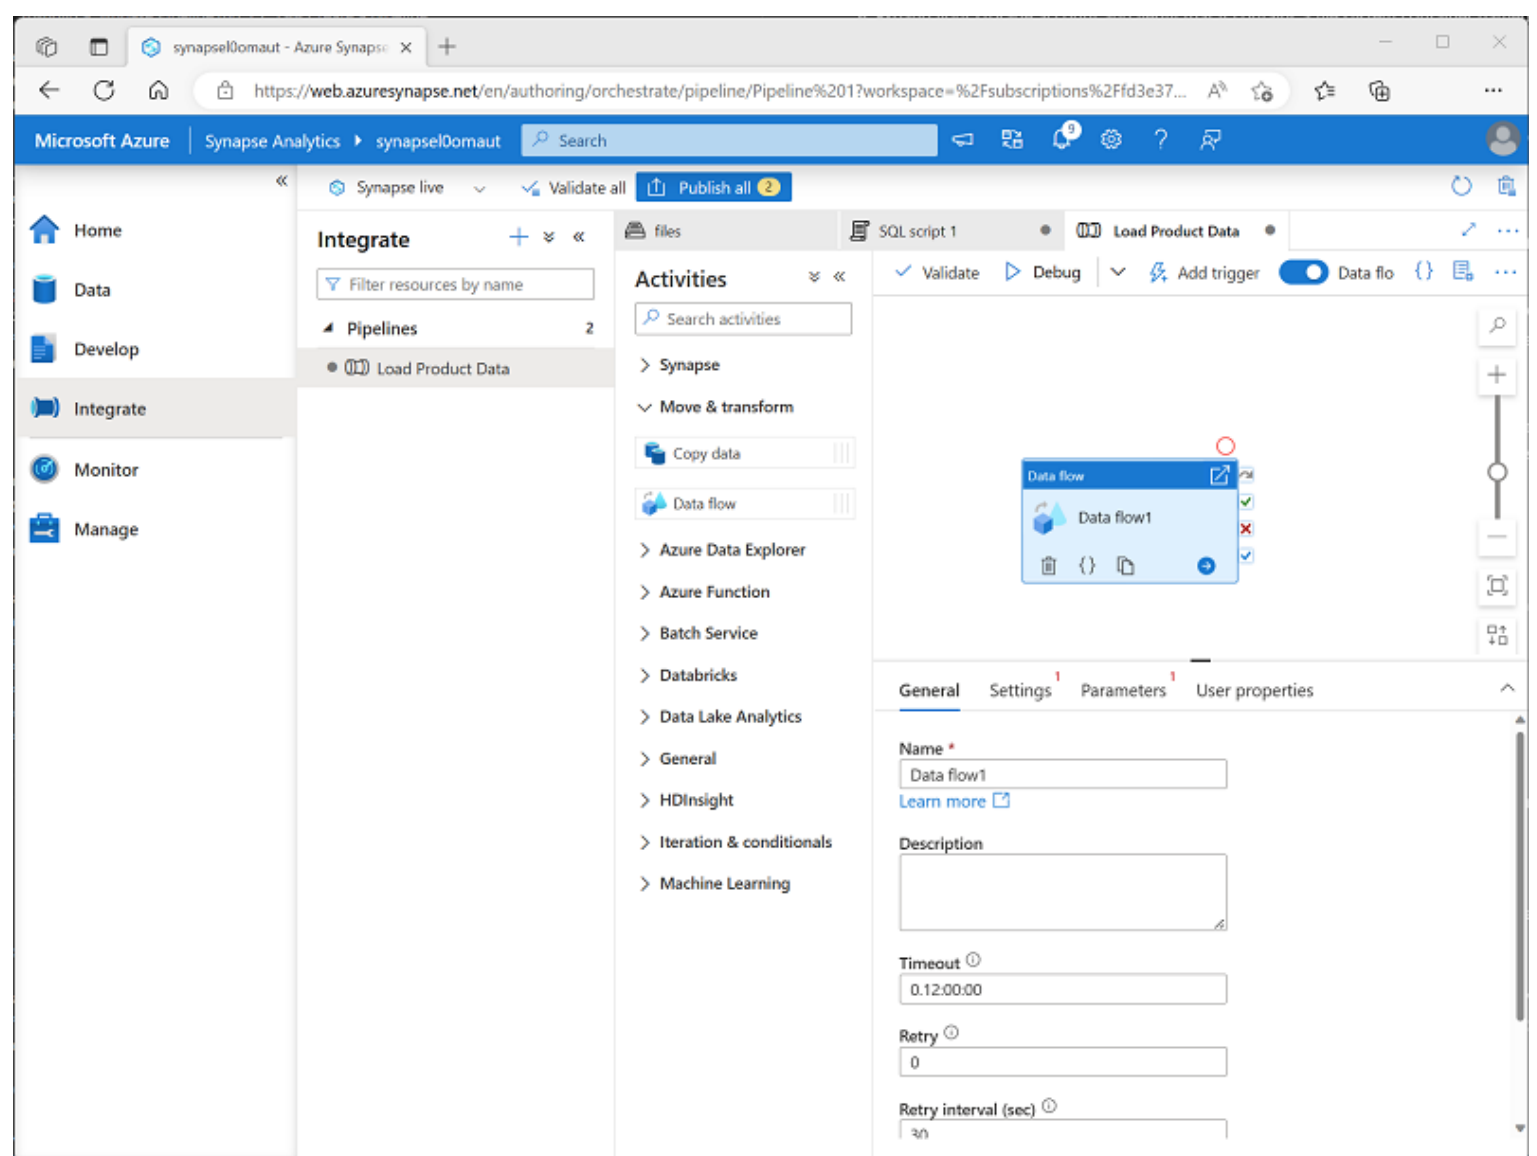 synapsel0omaut - Azure Synapse
https://web.azuresynapse.net/en/authoring/orchestrate/pipeline/Pipeline%201?workspace=%2Fsubscriptions%2Ffd3e37...
Microsoft Azure
Synapse Analytics
synapsel0omaut
Search
9
Synapse live
Validate all
Publish all 2
Home
Data
Develop
Integrate
Monitor
Manage
Integrate
Filter resources by name
Pipelines 2
Load Product Data
files
SQL script 1
Load Product Data
Activities
Search activities
Synapse
Move & transform
Copy data
Data flow
Azure Data Explorer
Azure Function
Batch Service
Databricks
Data Lake Analytics
General
HDInsight
Iteration & conditionals
Machine Learning
Validate
Debug
Add trigger
Data flo
Data flow
Data flow1
General
Settings 1
Parameters 1
User properties
Name *
Data flow1
Learn more
Description
Timeout
0.12:00:00
Retry
0
Retry interval (sec)
30